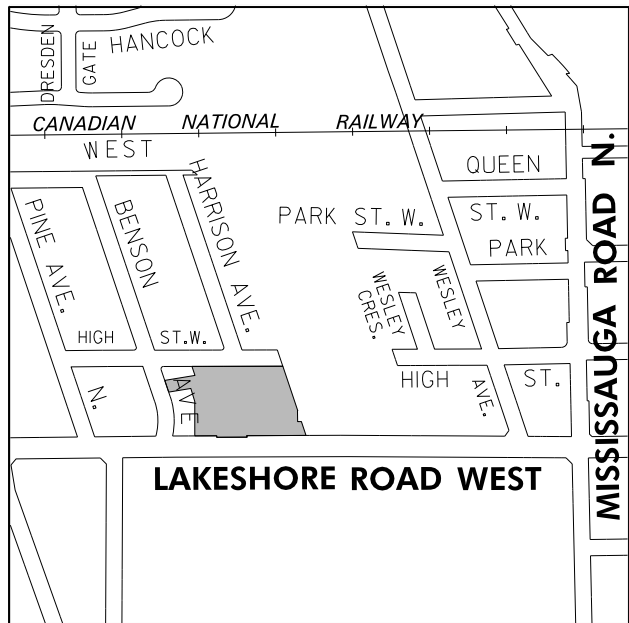 DRESDEN
GATE
HANCOCK
CANADIAN NATIONAL RAILWAY
WEST
QUEEN
HARRISON AVE.
PINE AVE.
BENSON
PARK ST. W.
ST. W.
PARK
MISSISSAUGA ROAD N.
WESLEY
CRES.
WESLEY
HIGH
ST.W.
HIGH
AVE.
ST.
N.
AVE
LAKESHORE ROAD WEST